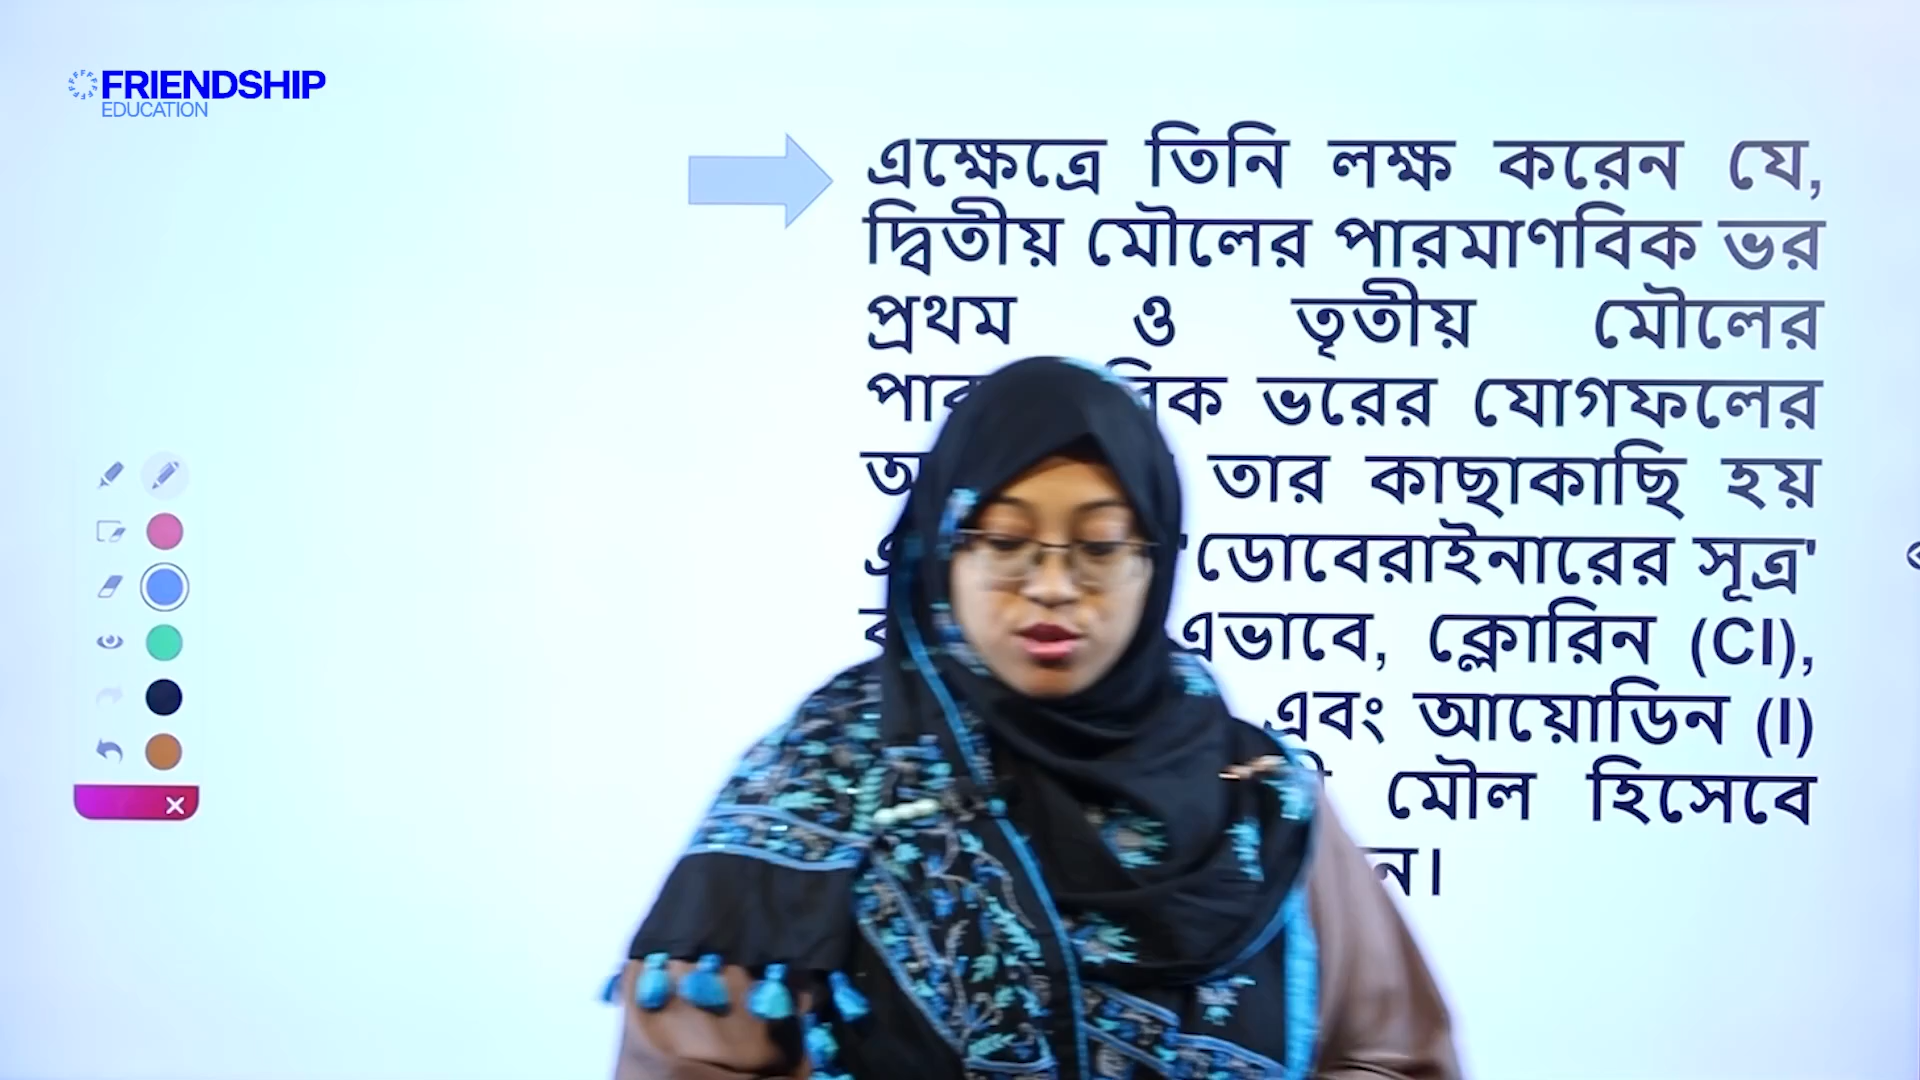 FRIENDSHIP
EDUCATION
এক্ষেত্রে তিনি লক্ষ করেন যে,
দ্বিতীয় মৌলের পারমাণবিক ভর
প্রথম ও তৃতীয় মৌলের
ভরের যোগফলের
তার কাছাকাছি হয়
'ডোবেরাইনারের সূত্র'
এভাবে, ক্লোরিন (Cl),
এবং আয়োডিন (I)
মৌল হিসেবে